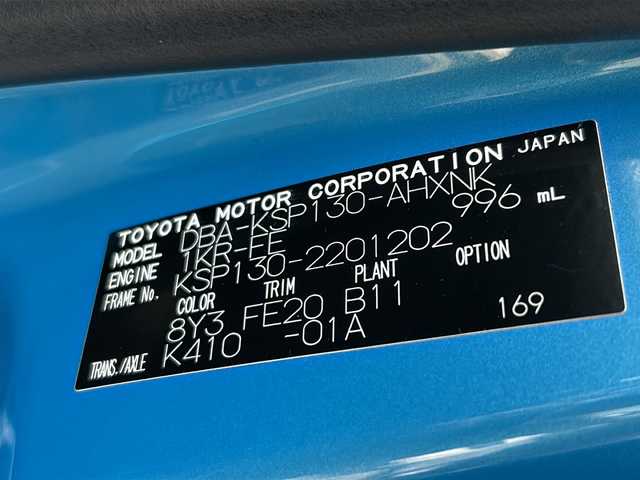 TOYOTA MOTOR CORPORATION JAPAN
MODEL DBA-KSP130-AHXNK
ENGINE 1KR-FE 996 mL
FRAME No. KSP130-2201202
COLOR TRIM PLANT OPTION
8Y3 FE20 B11
TRANS./AXLE K410 -01A 169